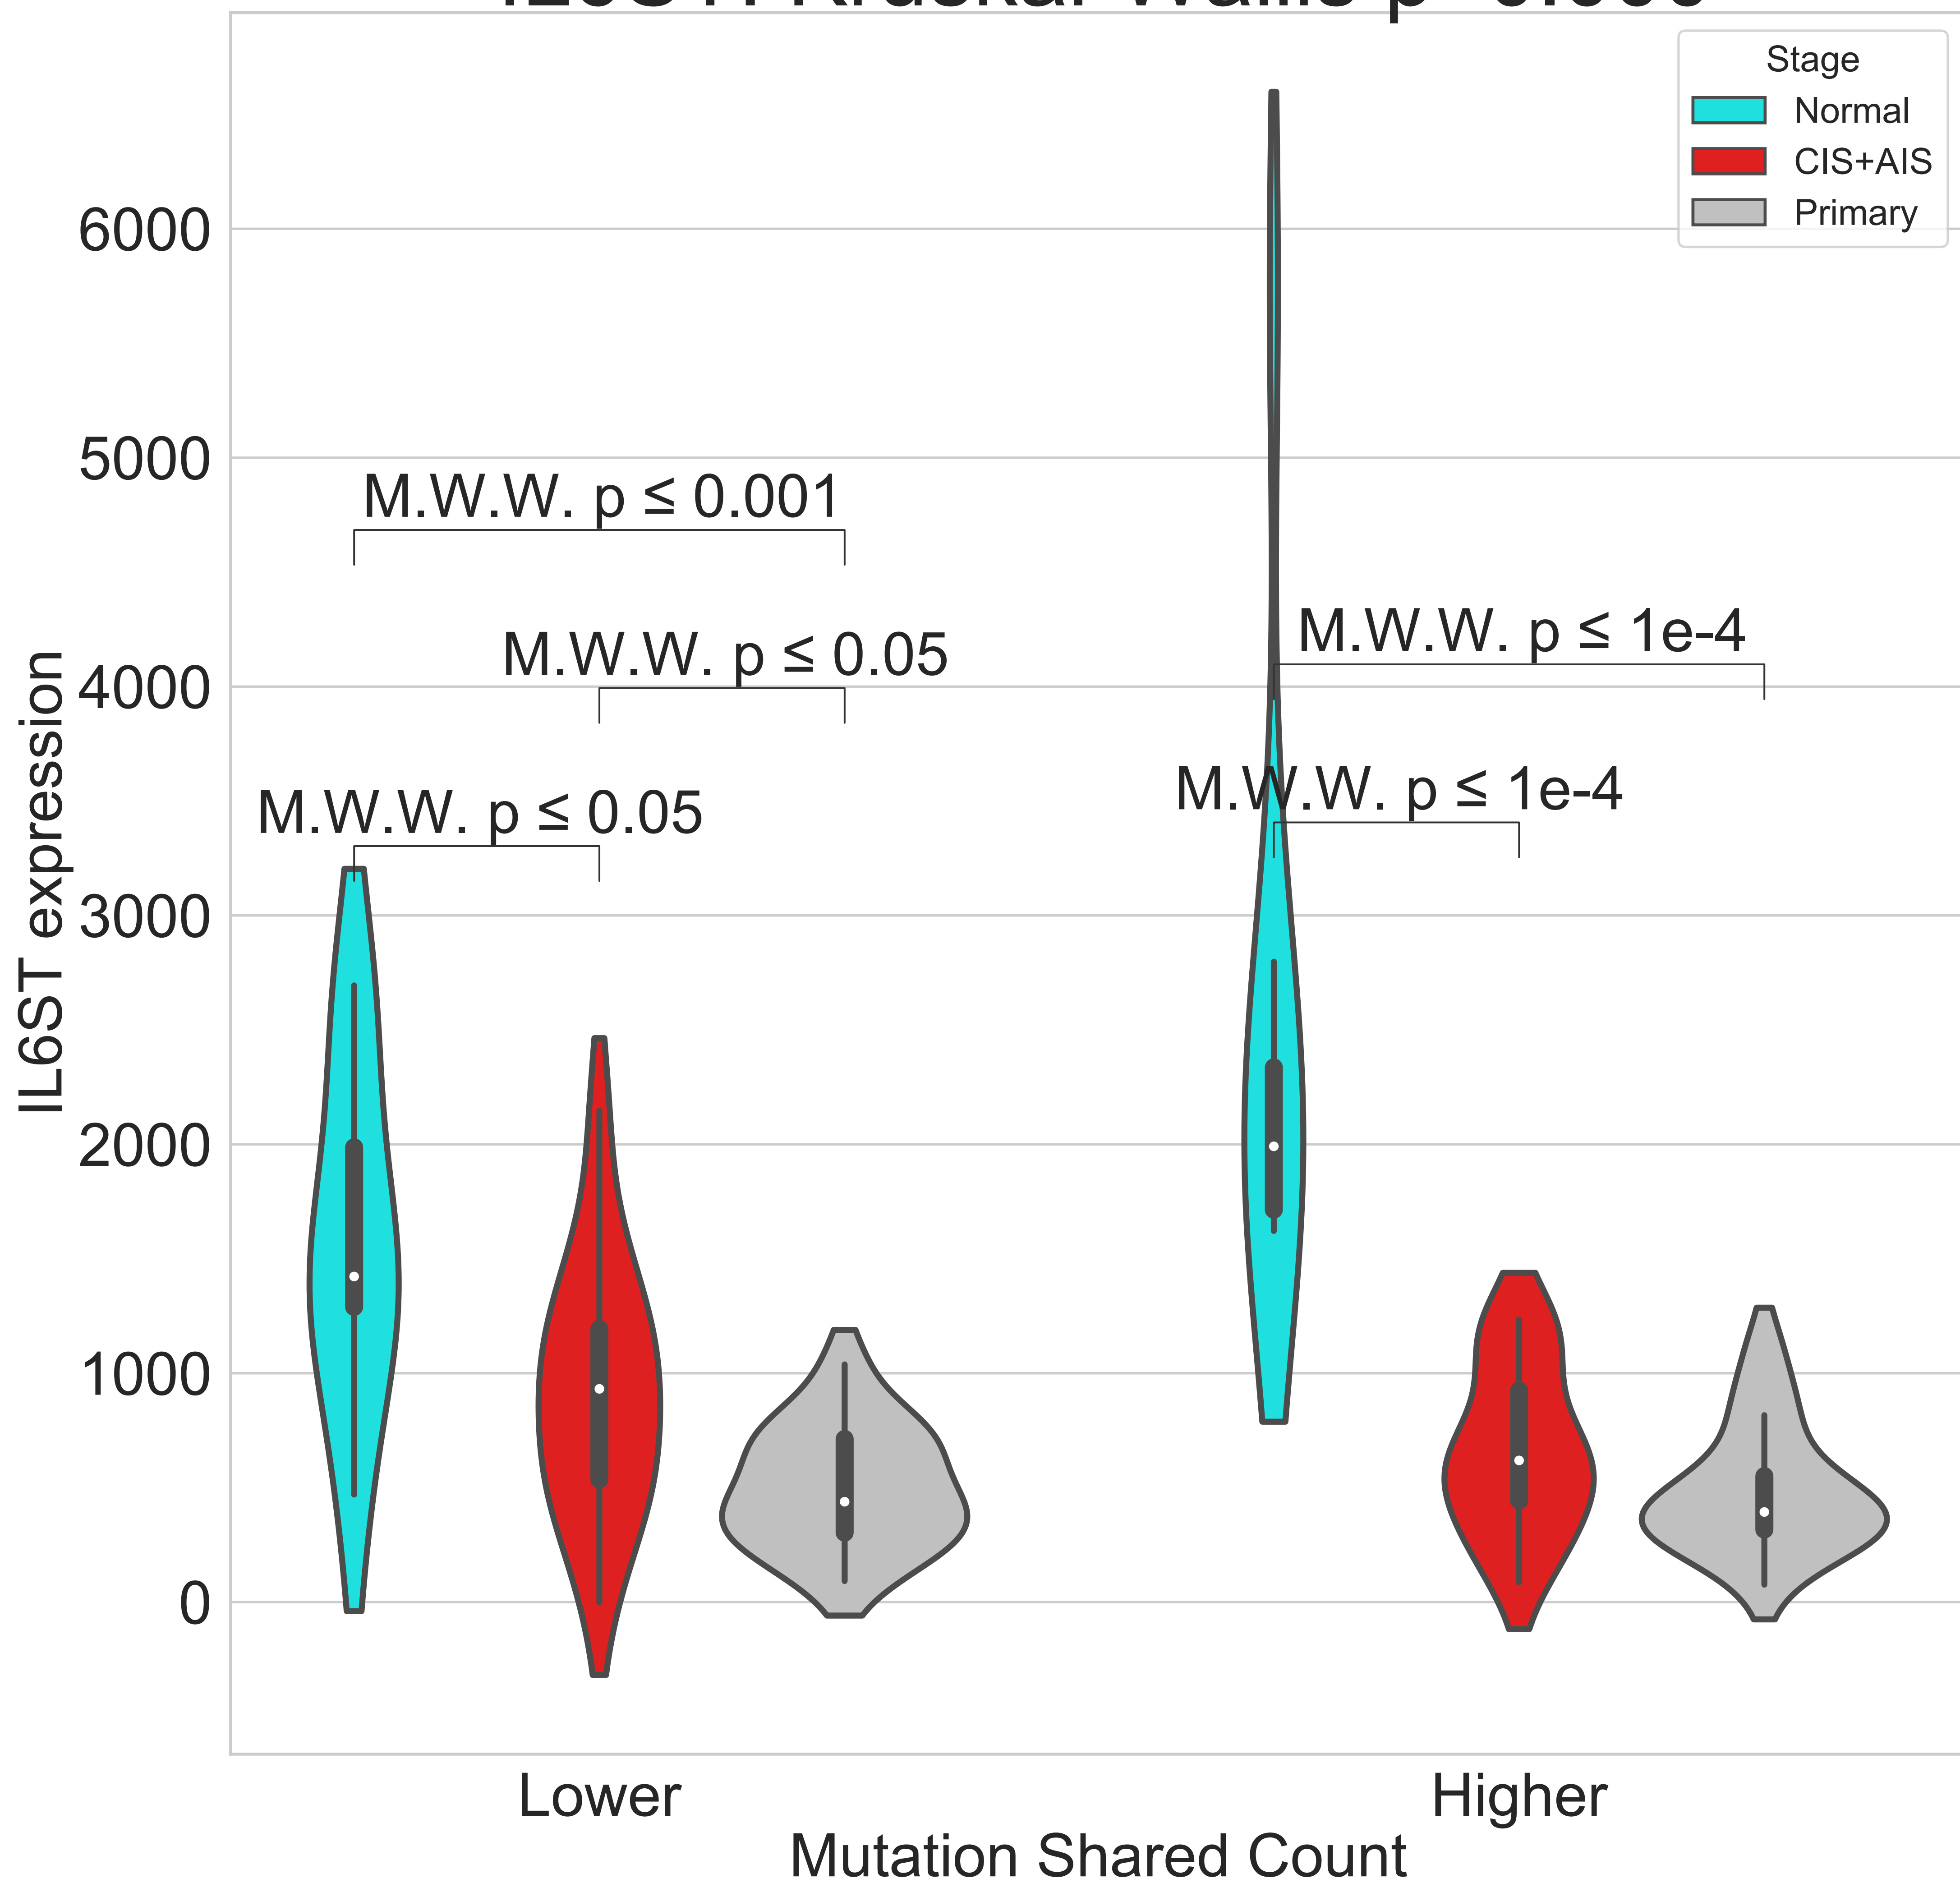 Stage
Normal
CIS+AIS
Primary
6000
5000
4000
3000
2000
1000
0
IL6ST expression
M.W.W. p ≤ 0.001
M.W.W. p ≤ 0.05
M.W.W. p ≤ 0.05
M.W.W. p ≤ 1e-4
M.W.W. p ≤ 1e-4
Lower
Higher
Mutation Shared Count